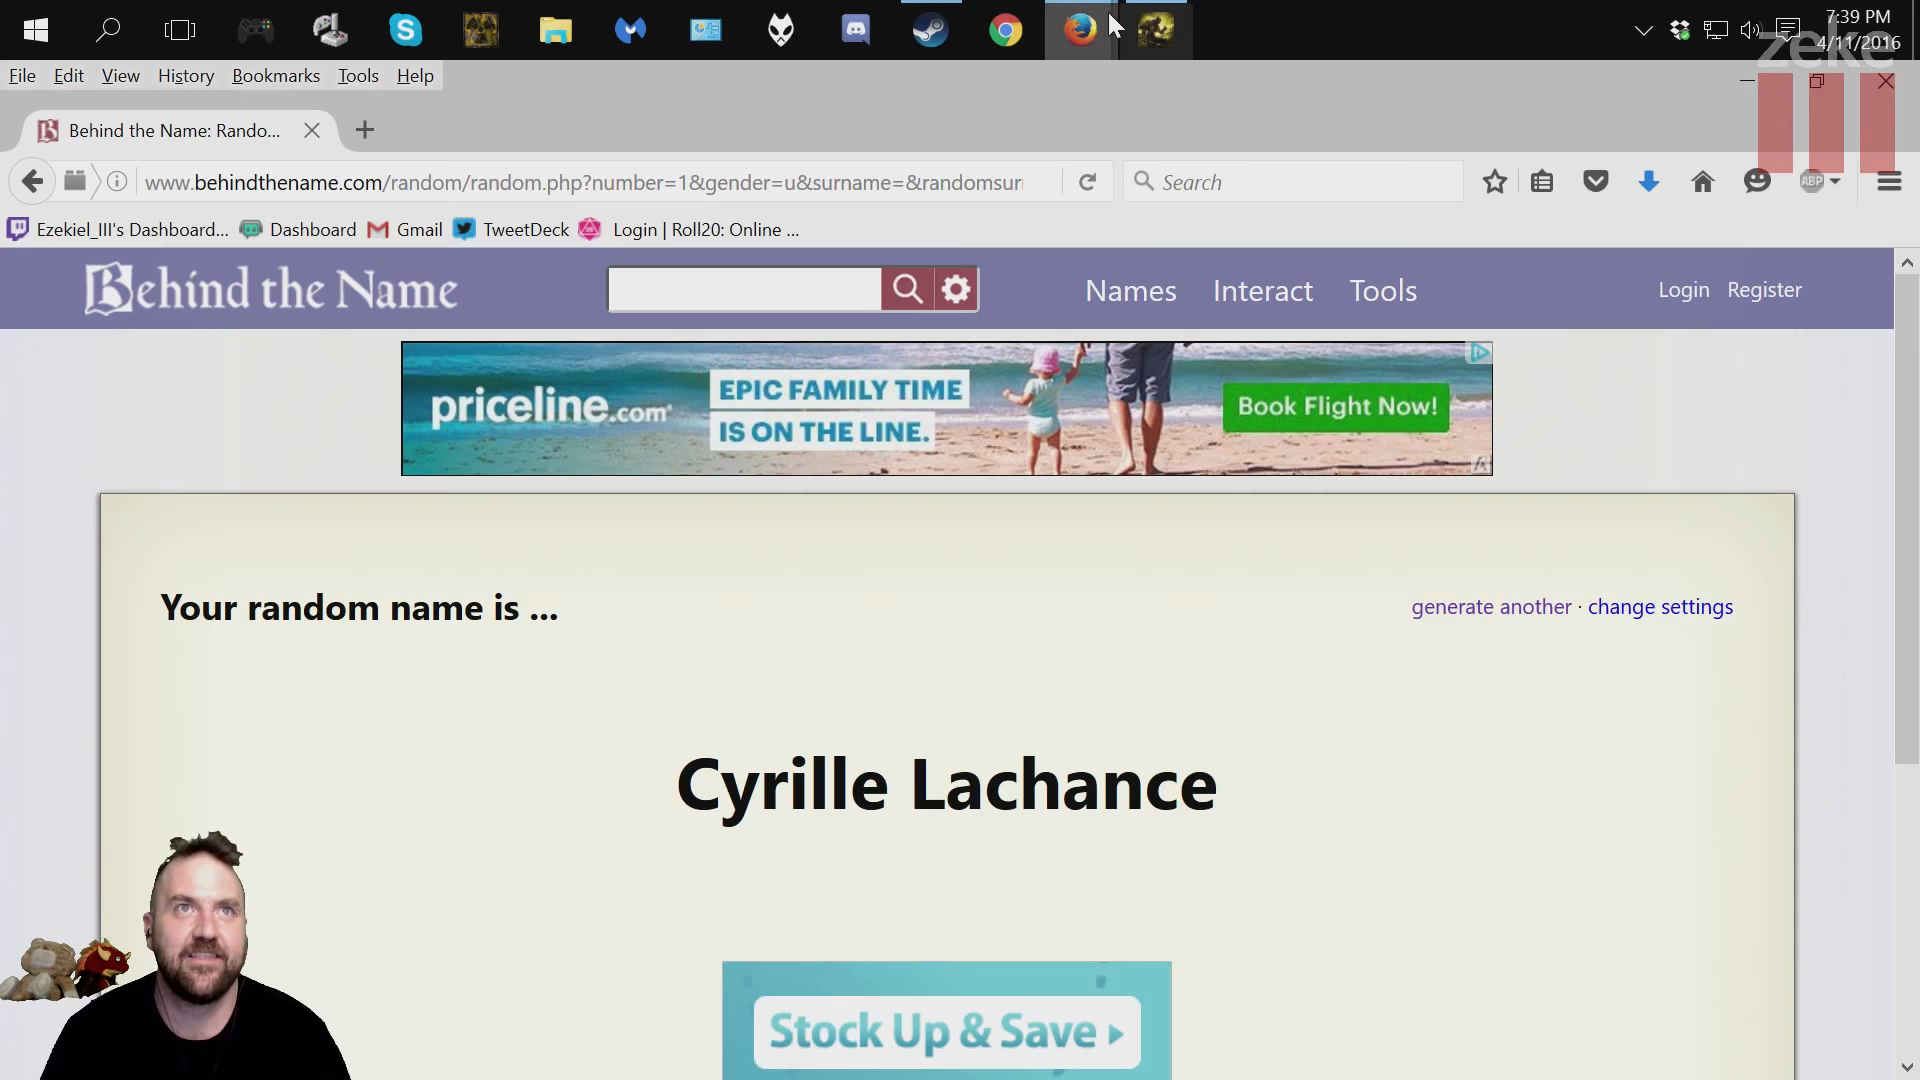 7:39 PM
4/11/2016
zeke
File Edit View History Bookmarks Tools Help
Behind the Name: Rando...
www.behindthename.com/random/random.php?number=1&gender=u&surname=&randomsur
Search
ABP
Ezekiel_III's Dashboard... Dashboard Gmail TweetDeck Login | Roll20: Online ...
Behind the Name
Names Interact Tools
Login Register
priceline.com
EPIC FAMILY TIME
IS ON THE LINE.
Book Flight Now!
Your random name is ...
generate another · change settings
Cyrille Lachance
Stock Up & Save